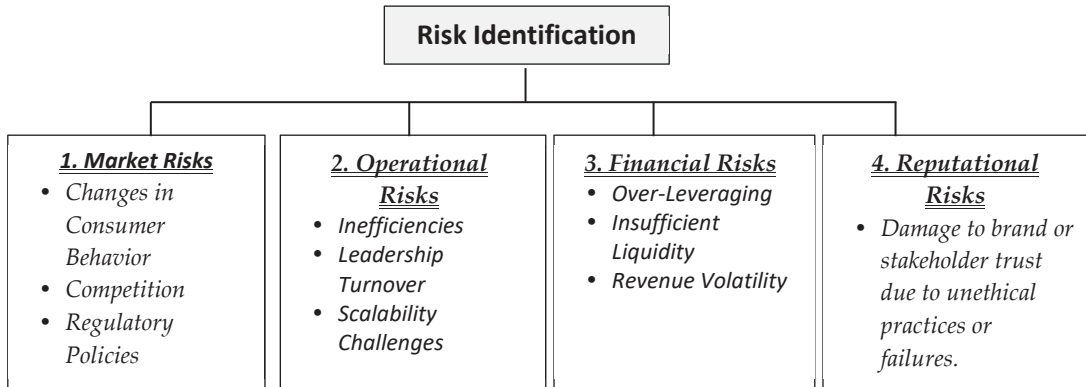 Risk Identification
1. Market Risks
• Changes in
Consumer
Behavior
• Competition
• Regulatory
Policies
2. Operational
Risks
• Inefficiencies
• Leadership
Turnover
• Scalability
Challenges
3. Financial Risks
• Over-Leveraging
• Insufficient
Liquidity
• Revenue Volatility
4. Reputational
Risks
• Damage to brand or
stakeholder trust
due to unethical
practices or
failures.